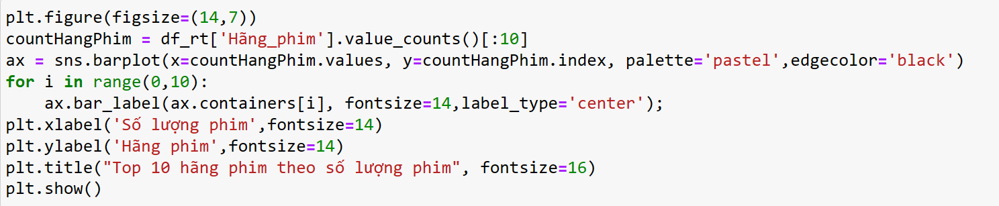 plt.figure(figsize=(14,7))
countHangPhim = df_rt['Hãng_phim'].value_counts()[:10]
ax = sns.barplot(x=countHangPhim.values, y=countHangPhim.index, palette='pastel',edgecolor='black')
for i in range(0,10):
    ax.bar_label(ax.containers[i], fontsize=14,label_type='center');
plt.xlabel('Số lượng phim',fontsize=14)
plt.ylabel('Hãng phim',fontsize=14)
plt.title("Top 10 hãng phim theo số lượng phim", fontsize=16)
plt.show()